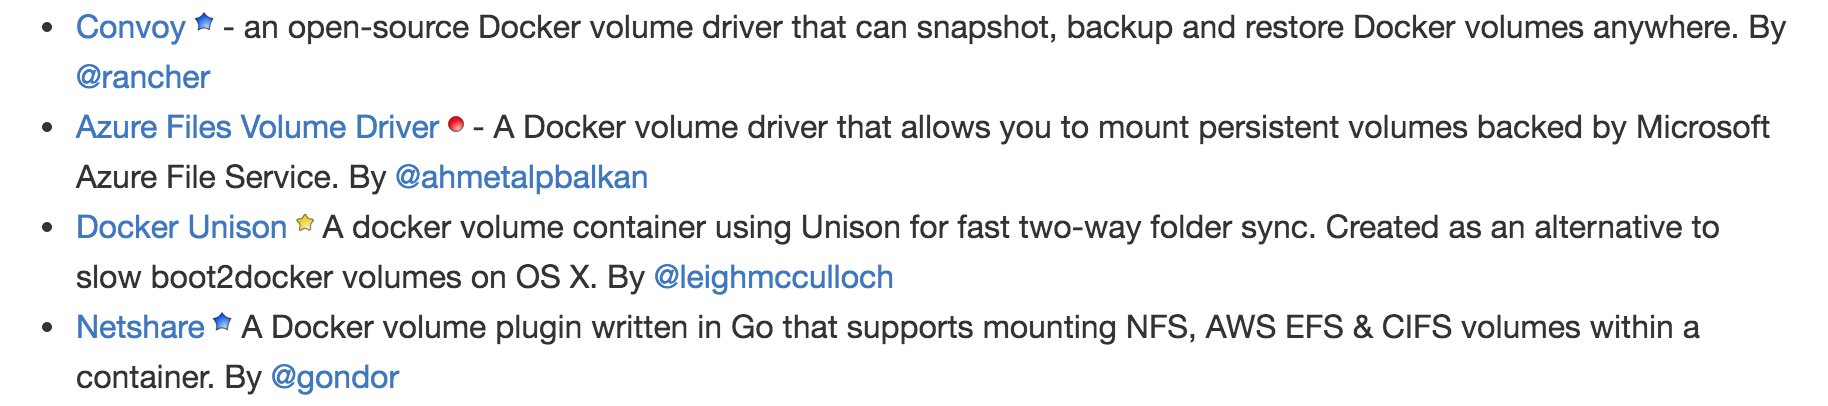 • Convoy - an open-source Docker volume driver that can snapshot, backup and restore Docker volumes anywhere. By
@rancher
• Azure Files Volume Driver - A Docker volume driver that allows you to mount persistent volumes backed by Microsoft
Azure File Service. By @ahmetalpbalkan
• Docker Unison A docker volume container using Unison for fast two-way folder sync. Created as an alternative to
slow boot2docker volumes on OS X. By @leighmcculloch
• Netshare A Docker volume plugin written in Go that supports mounting NFS, AWS EFS & CIFS volumes within a
container. By @gondor